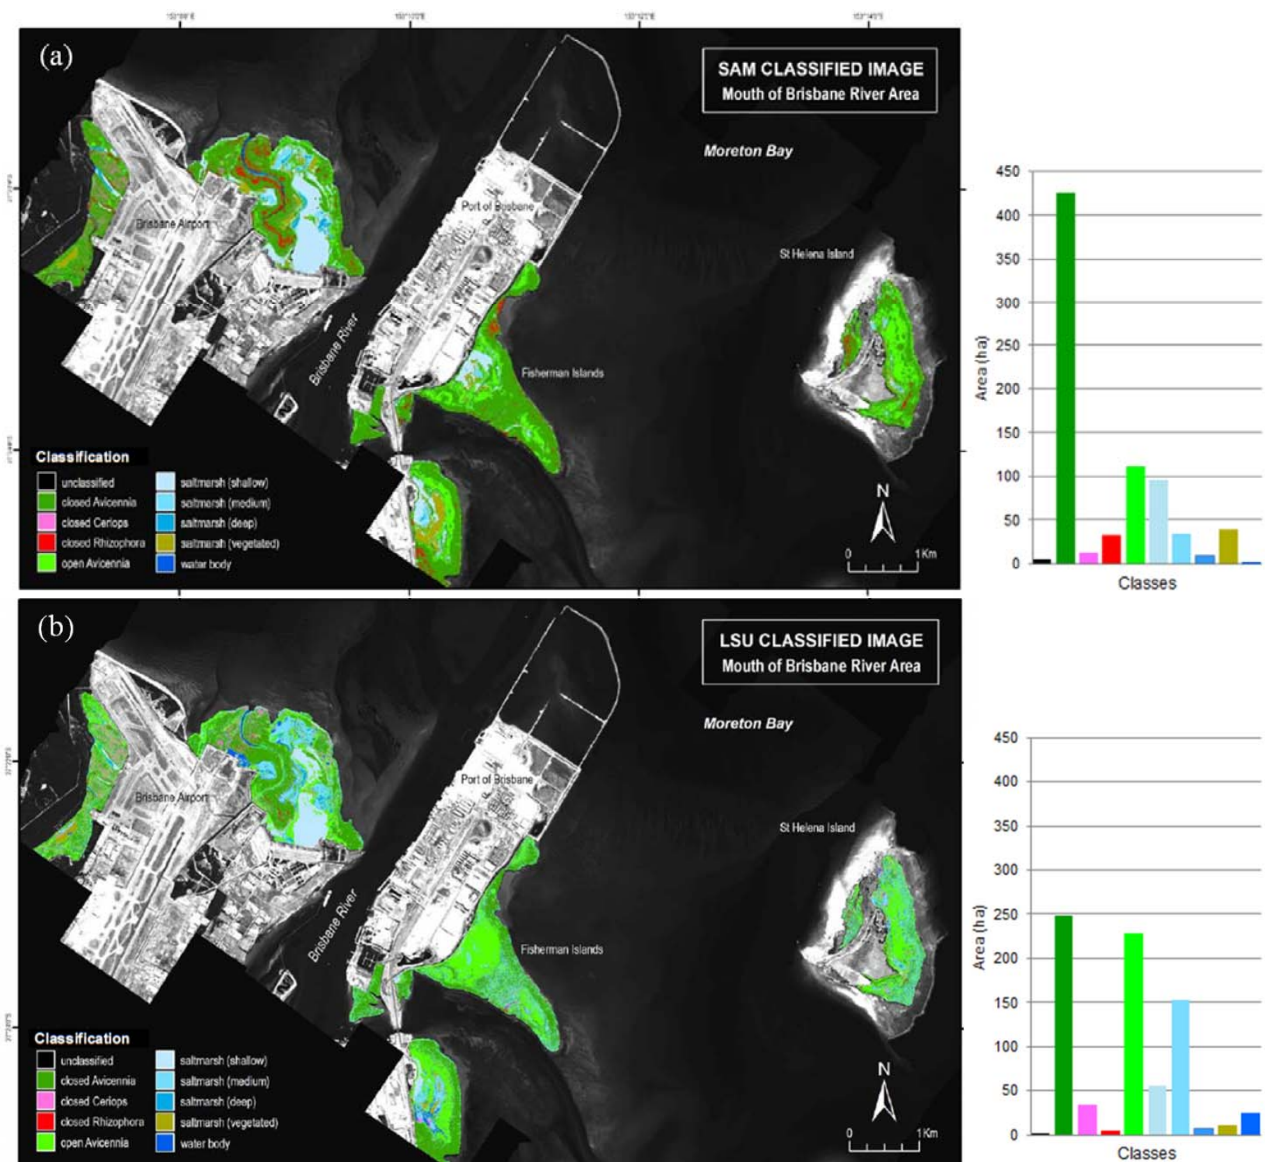 (a)
SAM CLASSIFIED IMAGE
Mouth of Brisbane River Area
Moreton Bay
Port of Brisbane
Brisbane Airport
St Helena Island
Brisbane River
Fisherman Islands
Classification
unclassified
closed Avicennia
closed Ceriops
closed Rhizophora
open Avicennia
saltmarsh (shallow)
saltmarsh (medium)
saltmarsh (deep)
saltmarsh (vegetated)
water body
N
0 1 Km
450
400
350
300
250
200
150
100
50
0
Area (ha)
Classes
(b)
LSU CLASSIFIED IMAGE
Mouth of Brisbane River Area
Moreton Bay
Port of Brisbane
Brisbane Airport
St Helena Island
Brisbane River
Fisherman Islands
Classification
unclassified
closed Avicennia
closed Ceriops
closed Rhizophora
open Avicennia
saltmarsh (shallow)
saltmarsh (medium)
saltmarsh (deep)
saltmarsh (vegetated)
water body
N
0 1 Km
450
400
350
300
250
200
150
100
50
0
Area (ha)
Classes